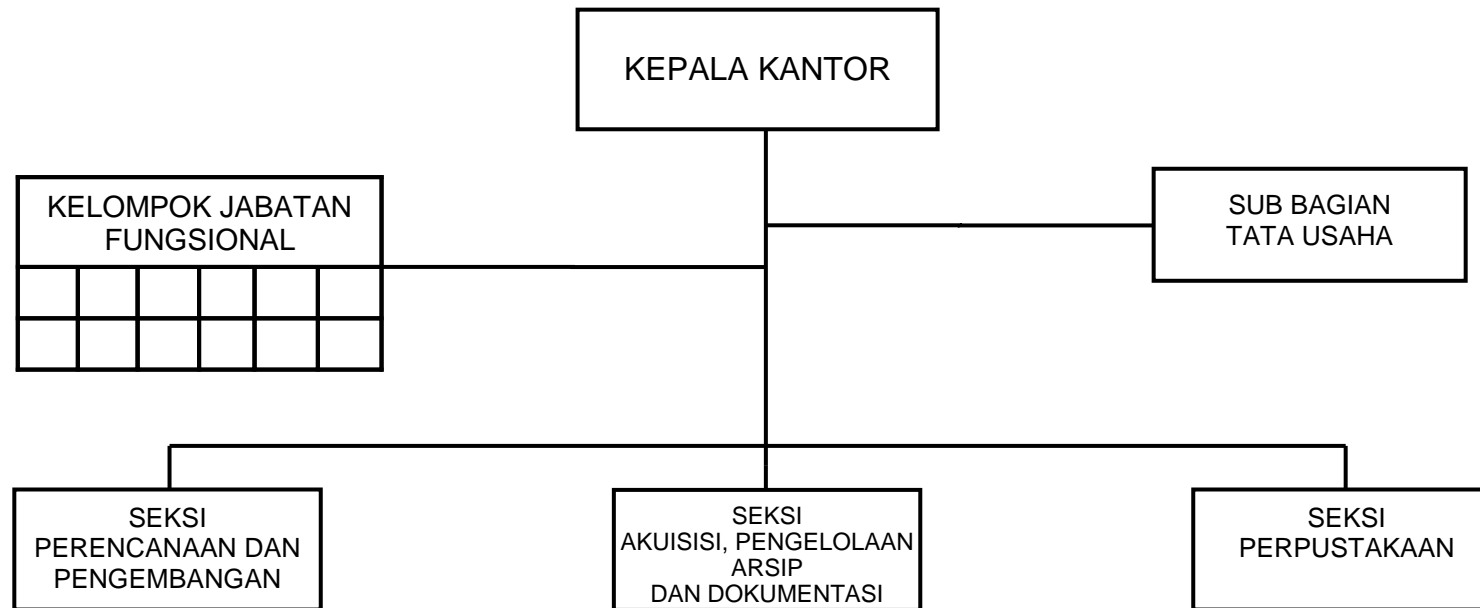 KEPALA KANTOR
KELOMPOK JABATAN
FUNGSIONAL
SUB BAGIAN
TATA USAHA
SEKSI
PERENCANAAN DAN
PENGEMBANGAN
SEKSI
AKUISISI, PENGELOLAAN
ARSIP
DAN DOKUMENTASI
SEKSI
PERPUSTAKAAN